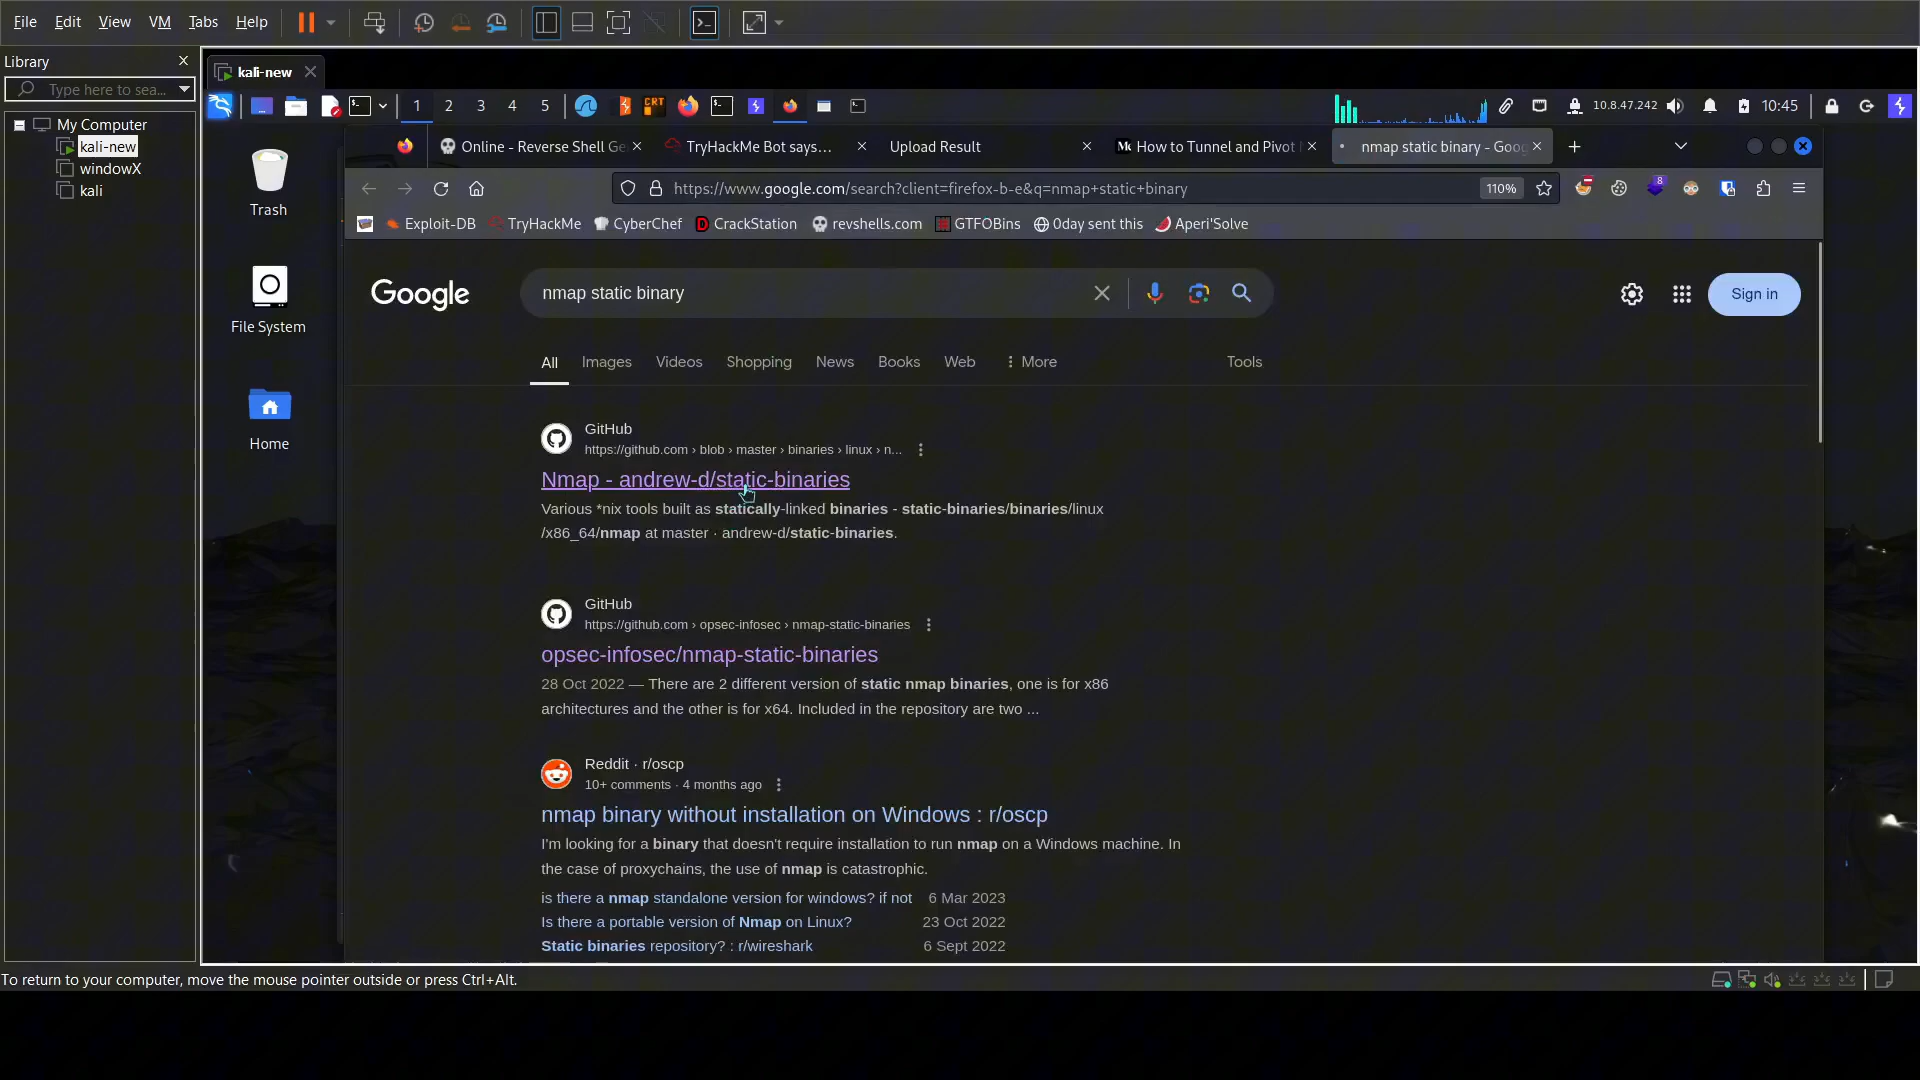 File Edit View VM Tabs Help
Library
kali-new
Type here to sea...
My Computer
kali-new
windowX
kali
1 2 3 4 5
CRT
10.8.47.242
10:45
Trash
File System
Home
Online - Reverse Shell Ge
TryHackMe Bot says...
Upload Result
How to Tunnel and Pivot
nmap static binary - Goog
https://www.google.com/search?client=firefox-b-e&q=nmap+static+binary
110%
8
Exploit-DB
TryHackMe
CyberChef
CrackStation
revshells.com
GTFOBins
0day sent this
Aperi'Solve
Google
nmap static binary
Sign in
All Images Videos Shopping News Books Web More Tools
GitHub
https://github.com › blob › master › binaries › linux › n...
Nmap - andrew-d/static-binaries
Various *nix tools built as statically-linked binaries - static-binaries/binaries/linux
/x86_64/nmap at master · andrew-d/static-binaries.
GitHub
https://github.com › opsec-infosec › nmap-static-binaries
opsec-infosec/nmap-static-binaries
28 Oct 2022 — There are 2 different version of static nmap binaries, one is for x86
architectures and the other is for x64. Included in the repository are two ...
Reddit · r/oscp
10+ comments · 4 months ago
nmap binary without installation on Windows : r/oscp
I'm looking for a binary that doesn't require installation to run nmap on a Windows machine. In
the case of proxychains, the use of nmap is catastrophic.
is there a nmap standalone version for windows? if not 6 Mar 2023
Is there a portable version of Nmap on Linux? 23 Oct 2022
Static binaries repository? : r/wireshark 6 Sept 2022
To return to your computer, move the mouse pointer outside or press Ctrl+Alt.